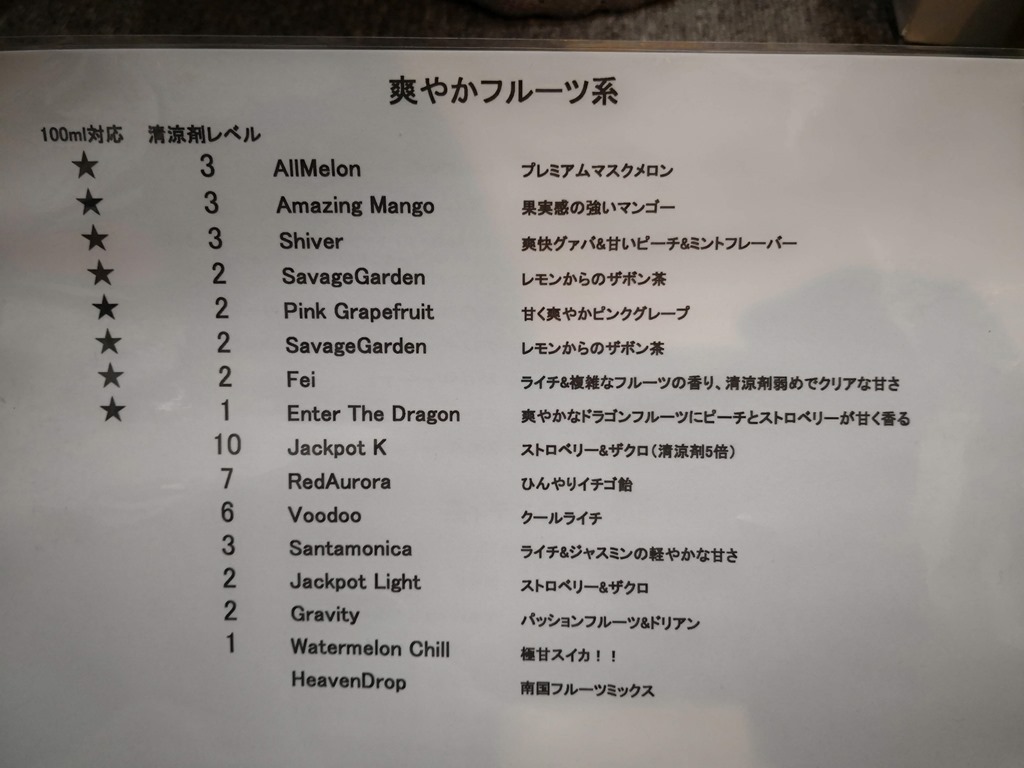 爽やかフルーツ系
100ml対応 清涼剤レベル
★ 3 AllMelon プレミアムマスクメロン
★ 3 Amazing Mango 果実感の強いマンゴー
★ 3 Shiver 爽快グァバ&甘いピーチ&ミントフレーバー
★ 2 SavageGarden レモンからのザボン茶
★ 2 Pink Grapefruit 甘く爽やかピンクグレープ
★ 2 SavageGarden レモンからのザボン茶
★ 2 Fei ライチ&複雑なフルーツの香り、清涼剤弱めでクリアな甘さ
★ 1 Enter The Dragon 爽やかなドラゴンフルーツにピーチとストロベリーが甘く香る
10 Jackpot K ストロベリー&ザクロ(清涼剤5倍)
7 RedAurora ひんやりイチゴ飴
6 Voodoo クールライチ
3 Santamonica ライチ&ジャスミンの軽やかな甘さ
2 Jackpot Light ストロベリー&ザクロ
2 Gravity パッションフルーツ&ドリアン
1 Watermelon Chill 極甘スイカ！！
HeavenDrop 南国フルーツミックス